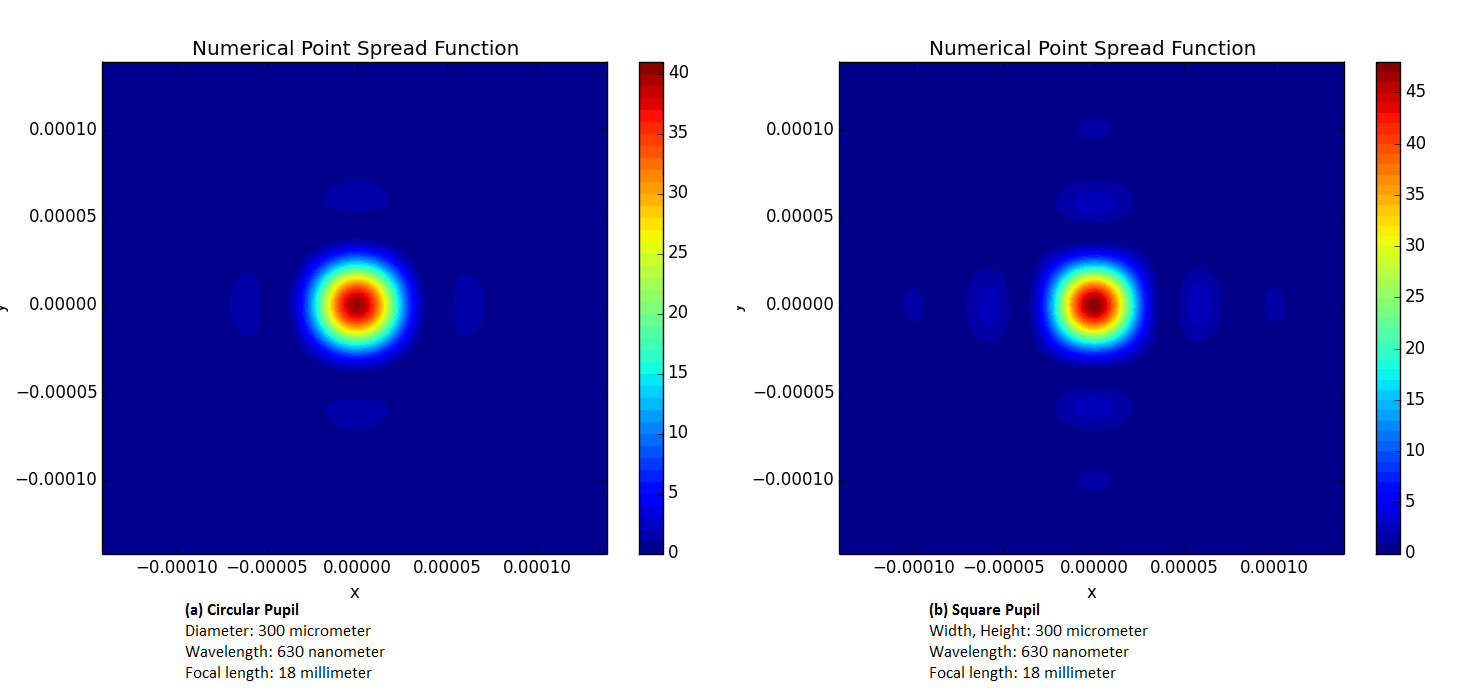 Numerical Point Spread Function
0.00010
0.00005
0.00000
−0.00005
−0.00010
y
−0.00010 −0.00005 0.00000 0.00005 0.00010
x
40
35
30
25
20
15
10
5
0
(a) Circular Pupil
Diameter: 300 micrometer
Wavelength: 630 nanometer
Focal length: 18 millimeter
Numerical Point Spread Function
0.00010
0.00005
0.00000
−0.00005
−0.00010
y
−0.00010 −0.00005 0.00000 0.00005 0.00010
x
45
40
35
30
25
20
15
10
5
0
(b) Square Pupil
Width, Height: 300 micrometer
Wavelength: 630 nanometer
Focal length: 18 millimeter